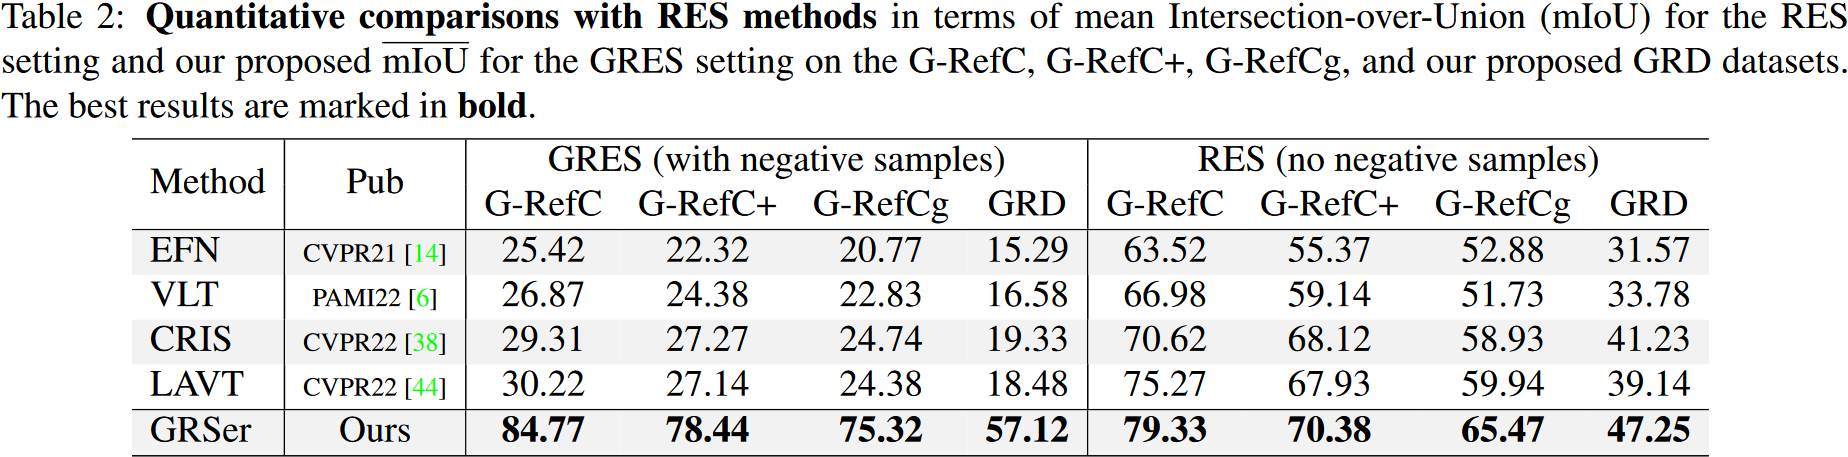 Table 2: Quantitative comparisons with RES methods in terms of mean Intersection-over-Union (mIoU) for the RES
setting and our proposed mIoU for the GRES setting on the G-RefC, G-RefC+, G-RefCg, and our proposed GRD datasets.
The best results are marked in bold.
Method Pub GRES (with negative samples) RES (no negative samples)
G-RefC G-RefC+ G-RefCg GRD G-RefC G-RefC+ G-RefCg GRD
EFN CVPR21 [14] 25.42 22.32 20.77 15.29 63.52 55.37 52.88 31.57
VLT PAMI22 [6] 26.87 24.38 22.83 16.58 66.98 59.14 51.73 33.78
CRIS CVPR22 [38] 29.31 27.27 24.74 19.33 70.62 68.12 58.93 41.23
LAVT CVPR22 [44] 30.22 27.14 24.38 18.48 75.27 67.93 59.94 39.14
GRSer Ours 84.77 78.44 75.32 57.12 79.33 70.38 65.47 47.25